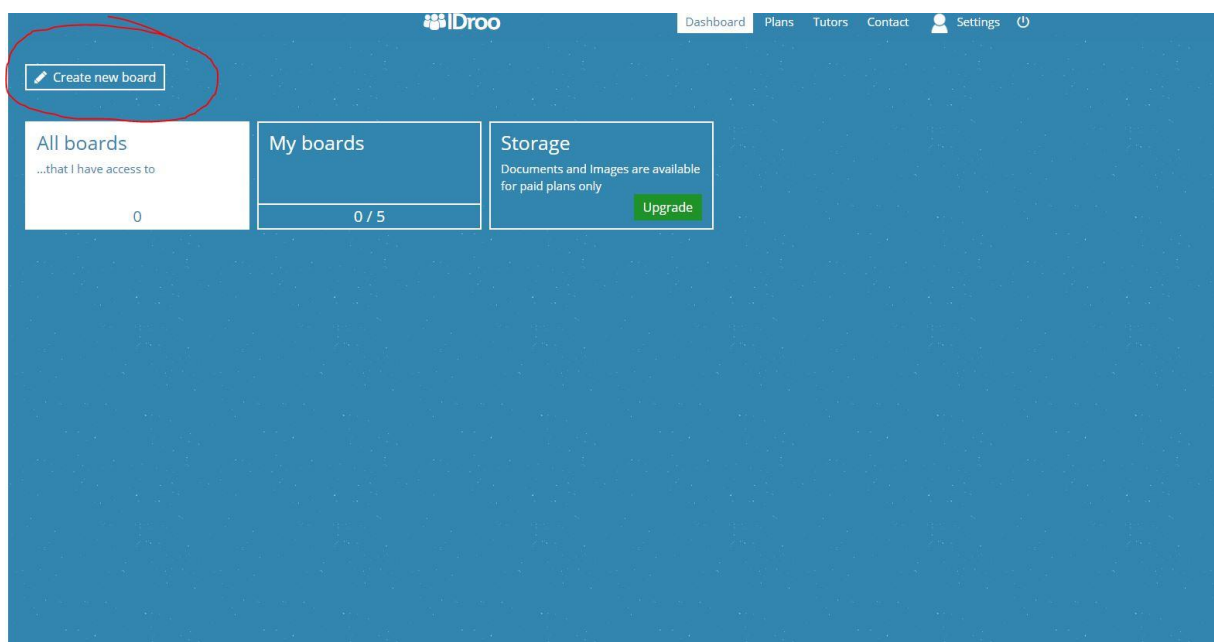 IDroo
Dashboard Plans Tutors Contact Settings
Create new board
All boards
...that I have access to
0
My boards
0 / 5
Storage
Documents and Images are available
for paid plans only
Upgrade